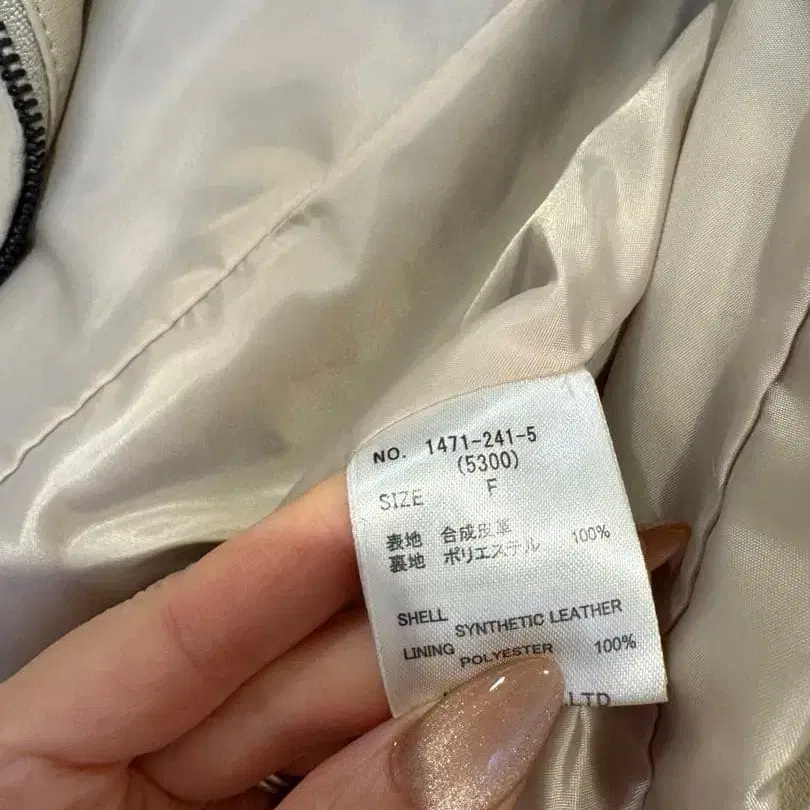 NO. 1471-241-5
(5300)
SIZE F
表地 合成皮革
裏地 ポリエステル 100%
SHELL SYNTHETIC LEATHER
LINING POLYESTER 100%
LTD